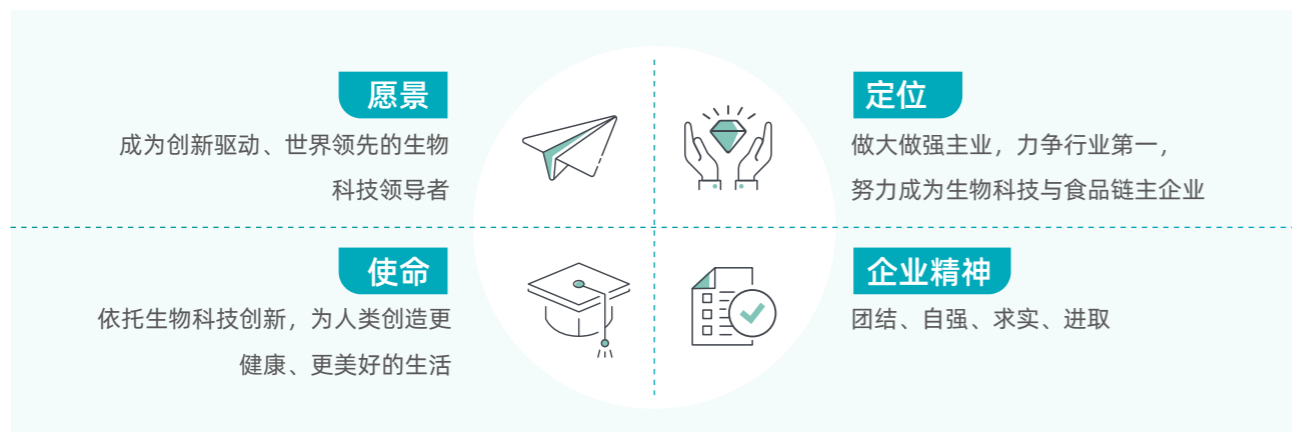 愿景
成为创新驱动、世界领先的生物
科技领导者
定位
做大做强主业，力争行业第一，
努力成为生物科技与食品链主企业
使命
依托生物科技创新，为人类创造更
健康、更美好的生活
企业精神
团结、自强、求实、进取